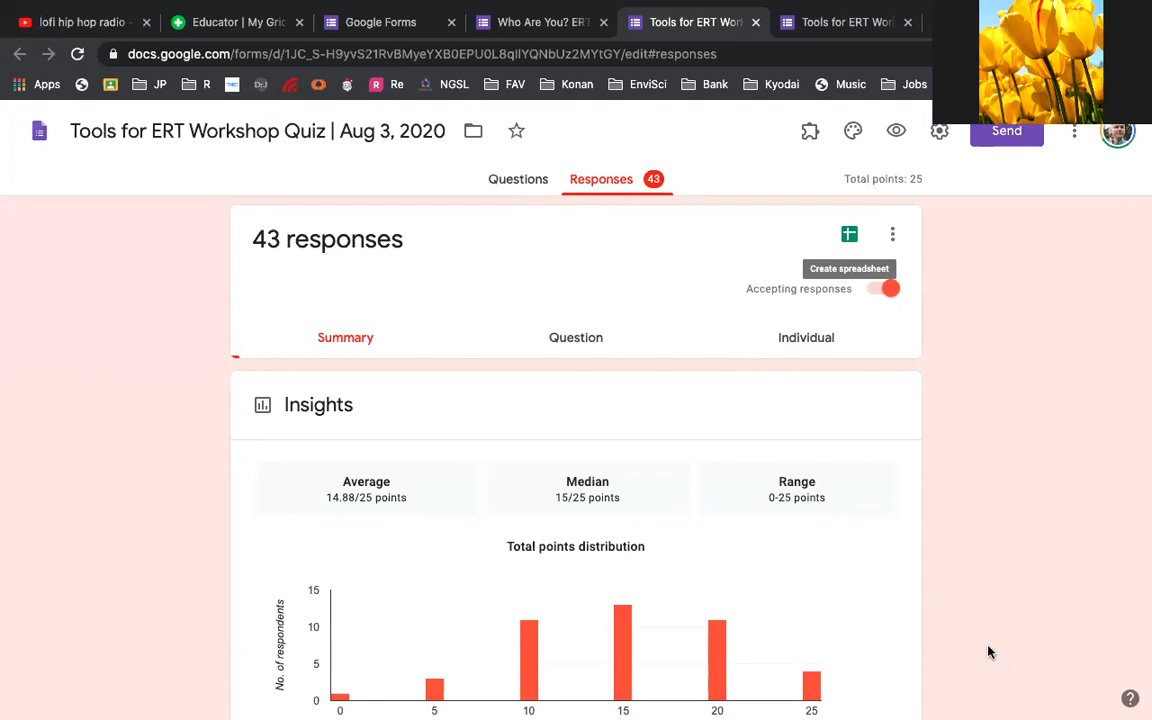 lofi hip hop radio -
Educator | My Gri
Google Forms
Who Are You? ERT
Tools for ERT Wor
Tools for ERT Wor
docs.google.com/forms/d/1JC_S-H9yvS21RvBMyeYXB0EPU0L8qIlYQNbUz2MYtGY/edit#responses
Apps
JP
R
Re
NGSL
FAV
Konan
EnviSci
Bank
Kyodai
Music
Jobs
Tools for ERT Workshop Quiz | Aug 3, 2020
Send
Questions
Responses
43
Total points: 25
43 responses
Create spreadsheet
Accepting responses
Summary
Question
Individual
Insights
Average
14.88/25 points
Median
15/25 points
Range
0-25 points
Total points distribution
No. of respondents
15
10
5
0
0
5
10
15
20
25